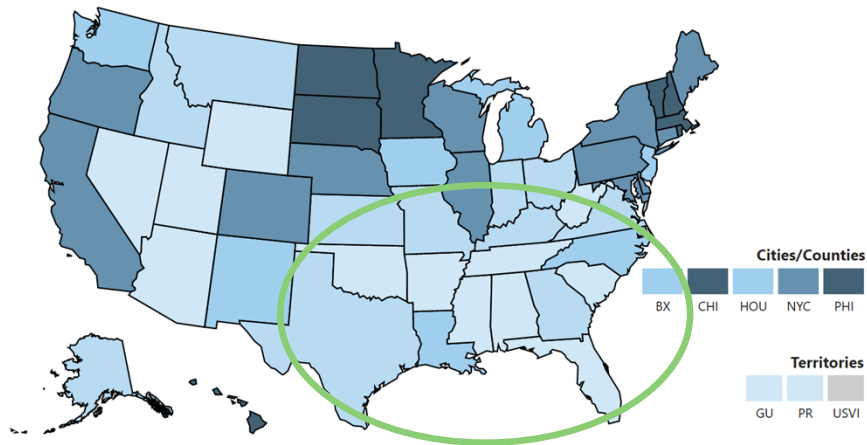 Cities/Counties
BX CHI HOU NYC PHI
Territories
GU PR USVI